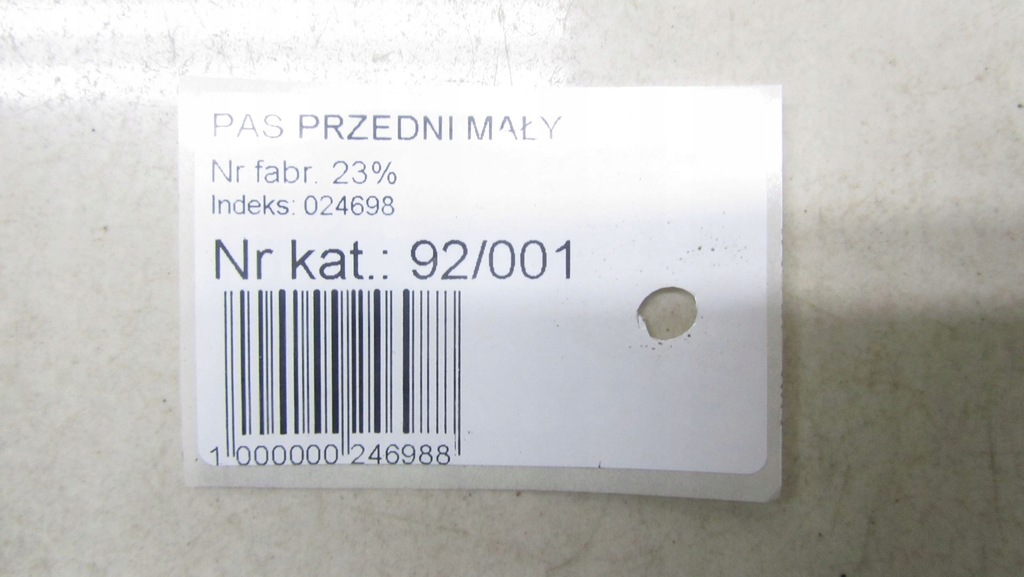 PAS PRZEDNI MAŁY
Nr fabr. 23%
Indeks: 024698
Nr kat.: 92/001
1 000000 246988